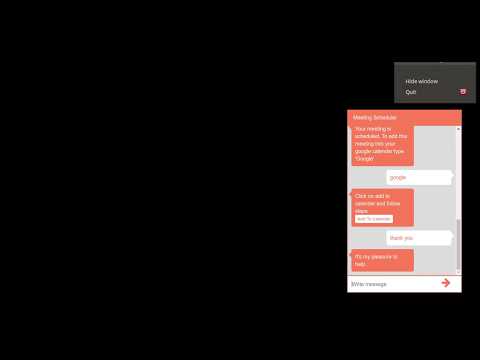 Hide window
Quit
Meeting Scheduler
Your meeting is
scheduled. To add this
meeting into your
google calender type
'Google'
google
Click on add to
calendar and follow
steps
Add To Calendar
thank you
It's my pleasure to
help.
Write message